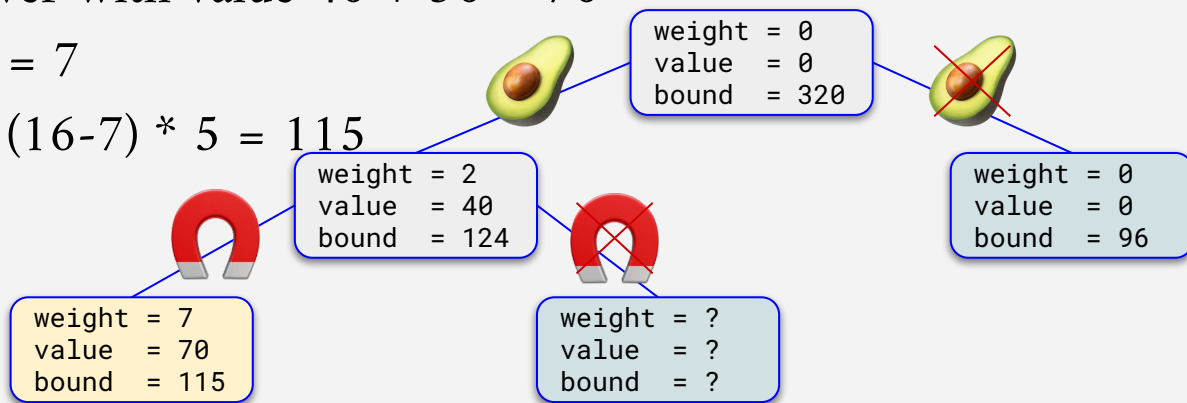 = 7
(16-7) * 5 = 115
weight = 0
value  = 0
bound  = 320
weight = 2
value  = 40
bound  = 124
weight = 0
value  = 0
bound  = 96
weight = 7
value  = 70
bound  = 115
weight = ?
value  = ?
bound  = ?